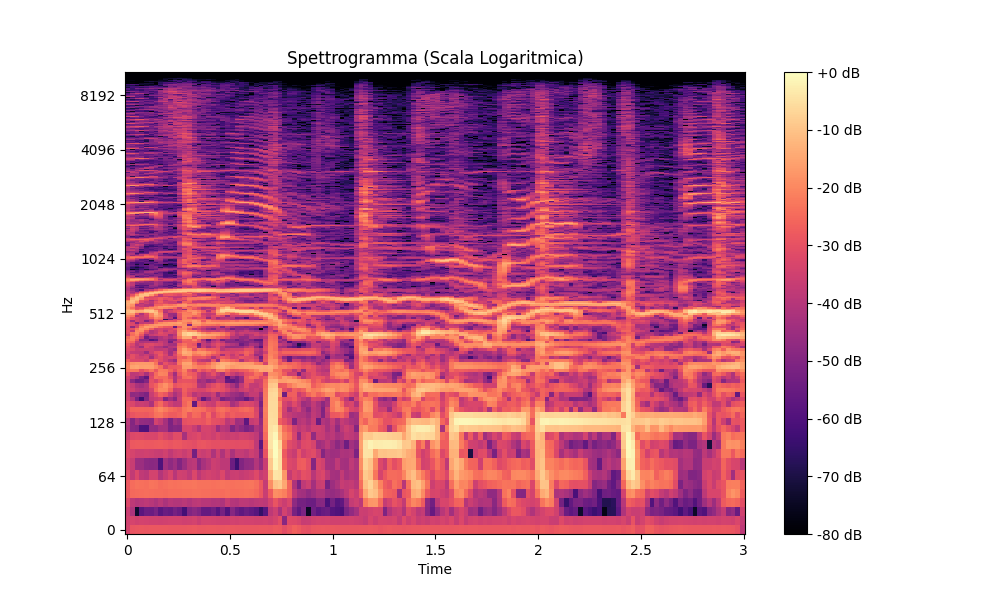 Spettrogramma (Scala Logaritmica)
Hz
8192
4096
2048
1024
512
256
128
64
0
0 0.5 1 1.5 2 2.5 3
Time
+0 dB
-10 dB
-20 dB
-30 dB
-40 dB
-50 dB
-60 dB
-70 dB
-80 dB